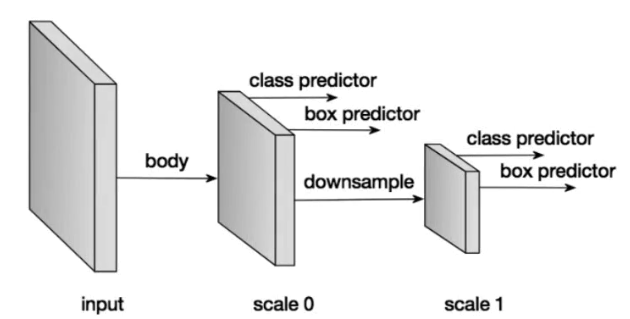 class predictor
box predictor
body
downsample
class predictor
box predictor
input
scale 0
scale 1